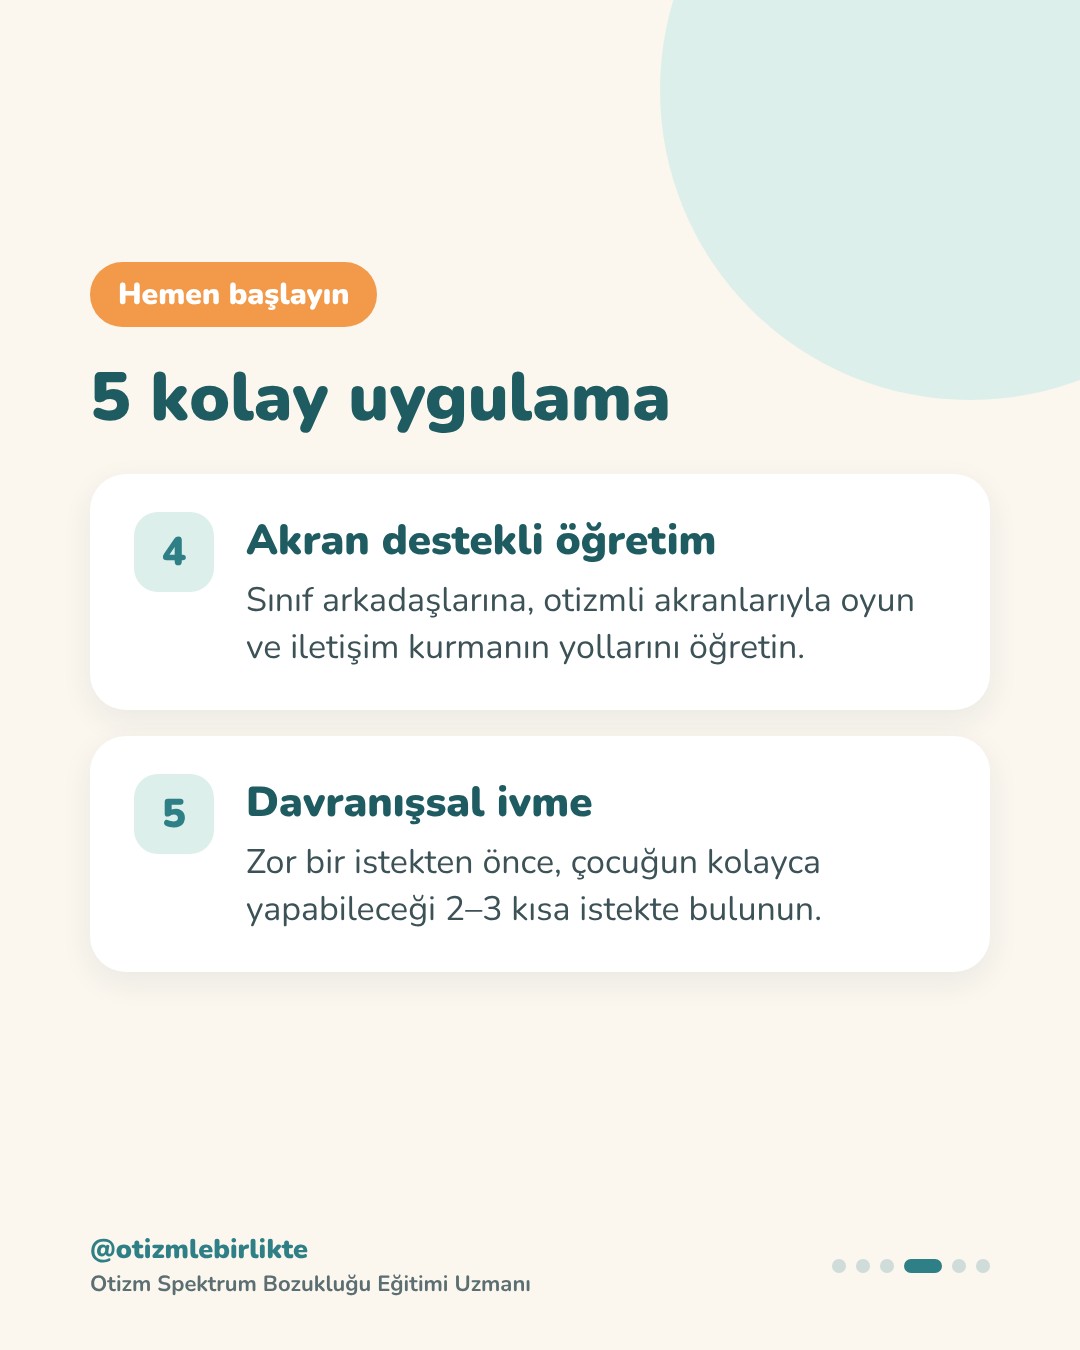 Hemen başlayın
5 kolay uygulama
4
Akran destekli öğretim
Sınıf arkadaşlarına, otizmli akranlarıyla oyun
ve iletişim kurmanın yollarını öğretin.
5
Davranışsal ivme
Zor bir istekten önce, çocuğun kolayca
yapabileceği 2–3 kısa istekte bulunun.
@otizmlebirlikte
Otizm Spektrum Bozukluğu Eğitimi Uzmanı